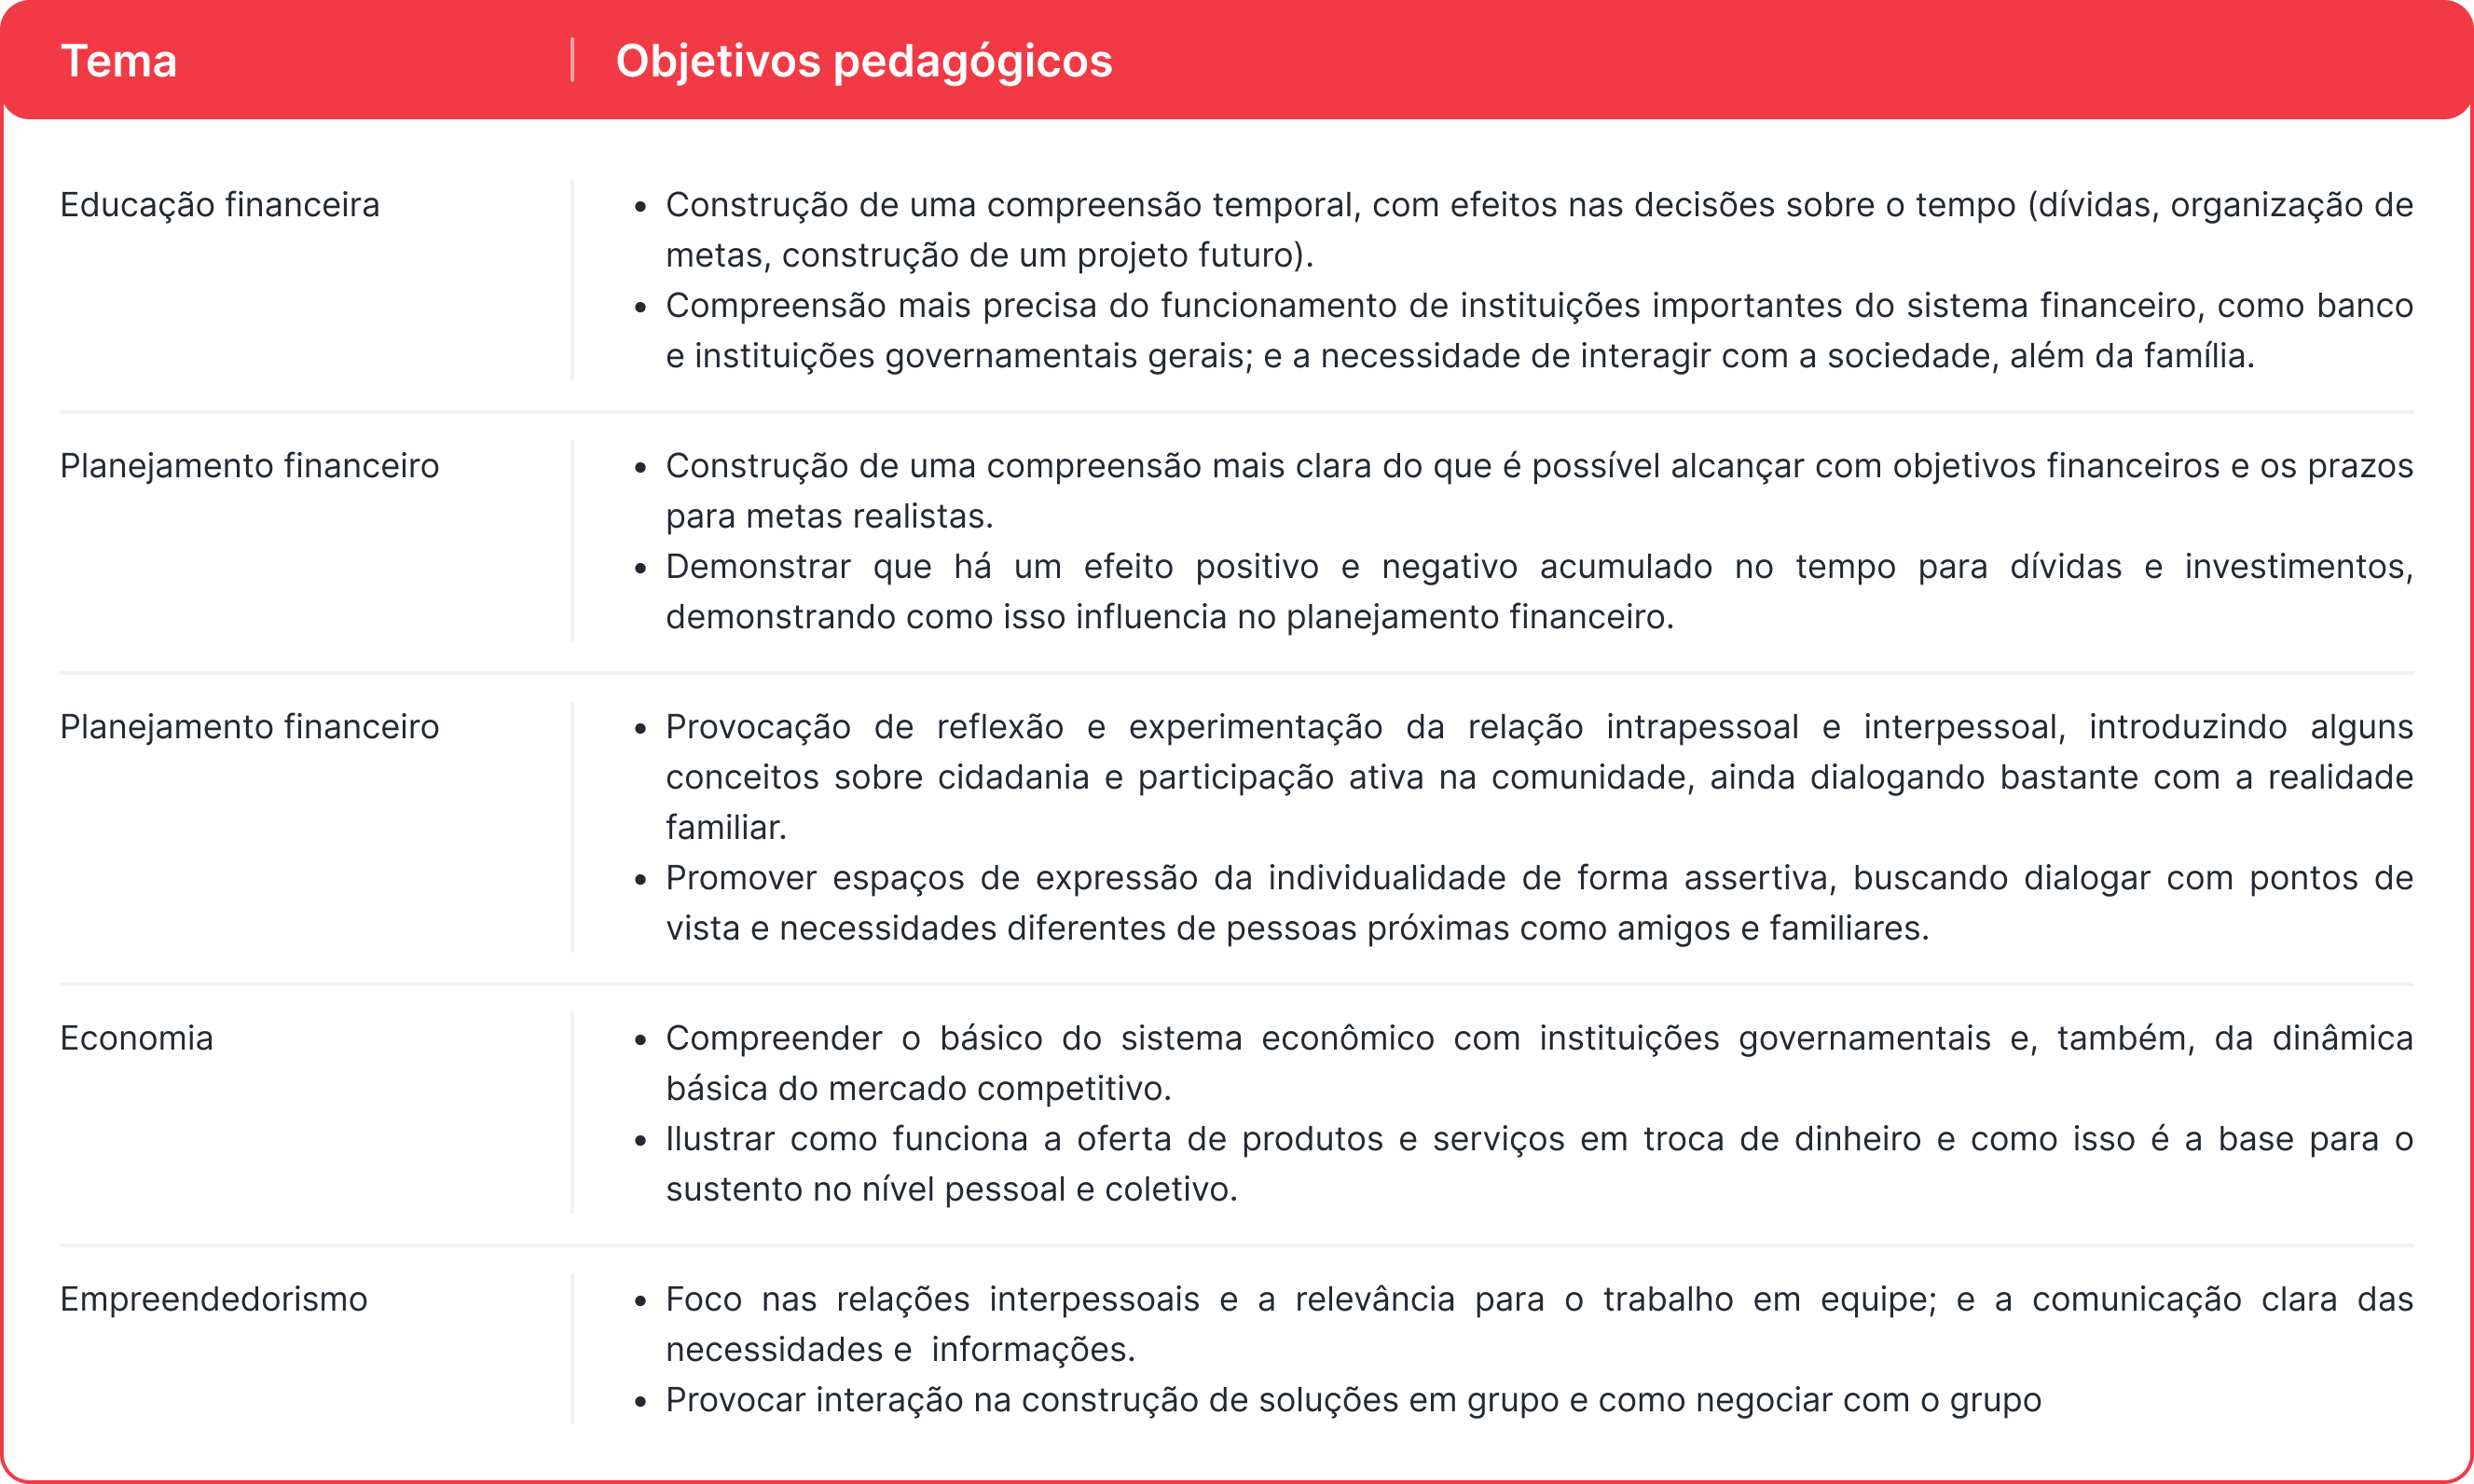 Tema
Objetivos pedagógicos
Educação financeira
• Construção de uma compreensão temporal, com efeitos nas decisões sobre o tempo (dívidas, organização de
metas, construção de um projeto futuro).
• Compreensão mais precisa do funcionamento de instituições importantes do sistema financeiro, como banco
e instituições governamentais gerais; e a necessidade de interagir com a sociedade, além da família.
Planejamento financeiro
• Construção de uma compreensão mais clara do que é possível alcançar com objetivos financeiros e os prazos
para metas realistas.
• Demonstrar que há um efeito positivo e negativo acumulado no tempo para dívidas e investimentos,
demonstrando como isso influencia no planejamento financeiro.
Planejamento financeiro
• Provocação de reflexão e experimentação da relação intrapessoal e interpessoal, introduzindo alguns
conceitos sobre cidadania e participação ativa na comunidade, ainda dialogando bastante com a realidade
familiar.
• Promover espaços de expressão da individualidade de forma assertiva, buscando dialogar com pontos de
vista e necessidades diferentes de pessoas próximas como amigos e familiares.
Economia
• Compreender o básico do sistema econômico com instituições governamentais e, também, da dinâmica
básica do mercado competitivo.
• Ilustrar como funciona a oferta de produtos e serviços em troca de dinheiro e como isso é a base para o
sustento no nível pessoal e coletivo.
Empreendedorismo
• Foco nas relações interpessoais e a relevância para o trabalho em equipe; e a comunicação clara das
necessidades e  informações.
• Provocar interação na construção de soluções em grupo e como negociar com o grupo